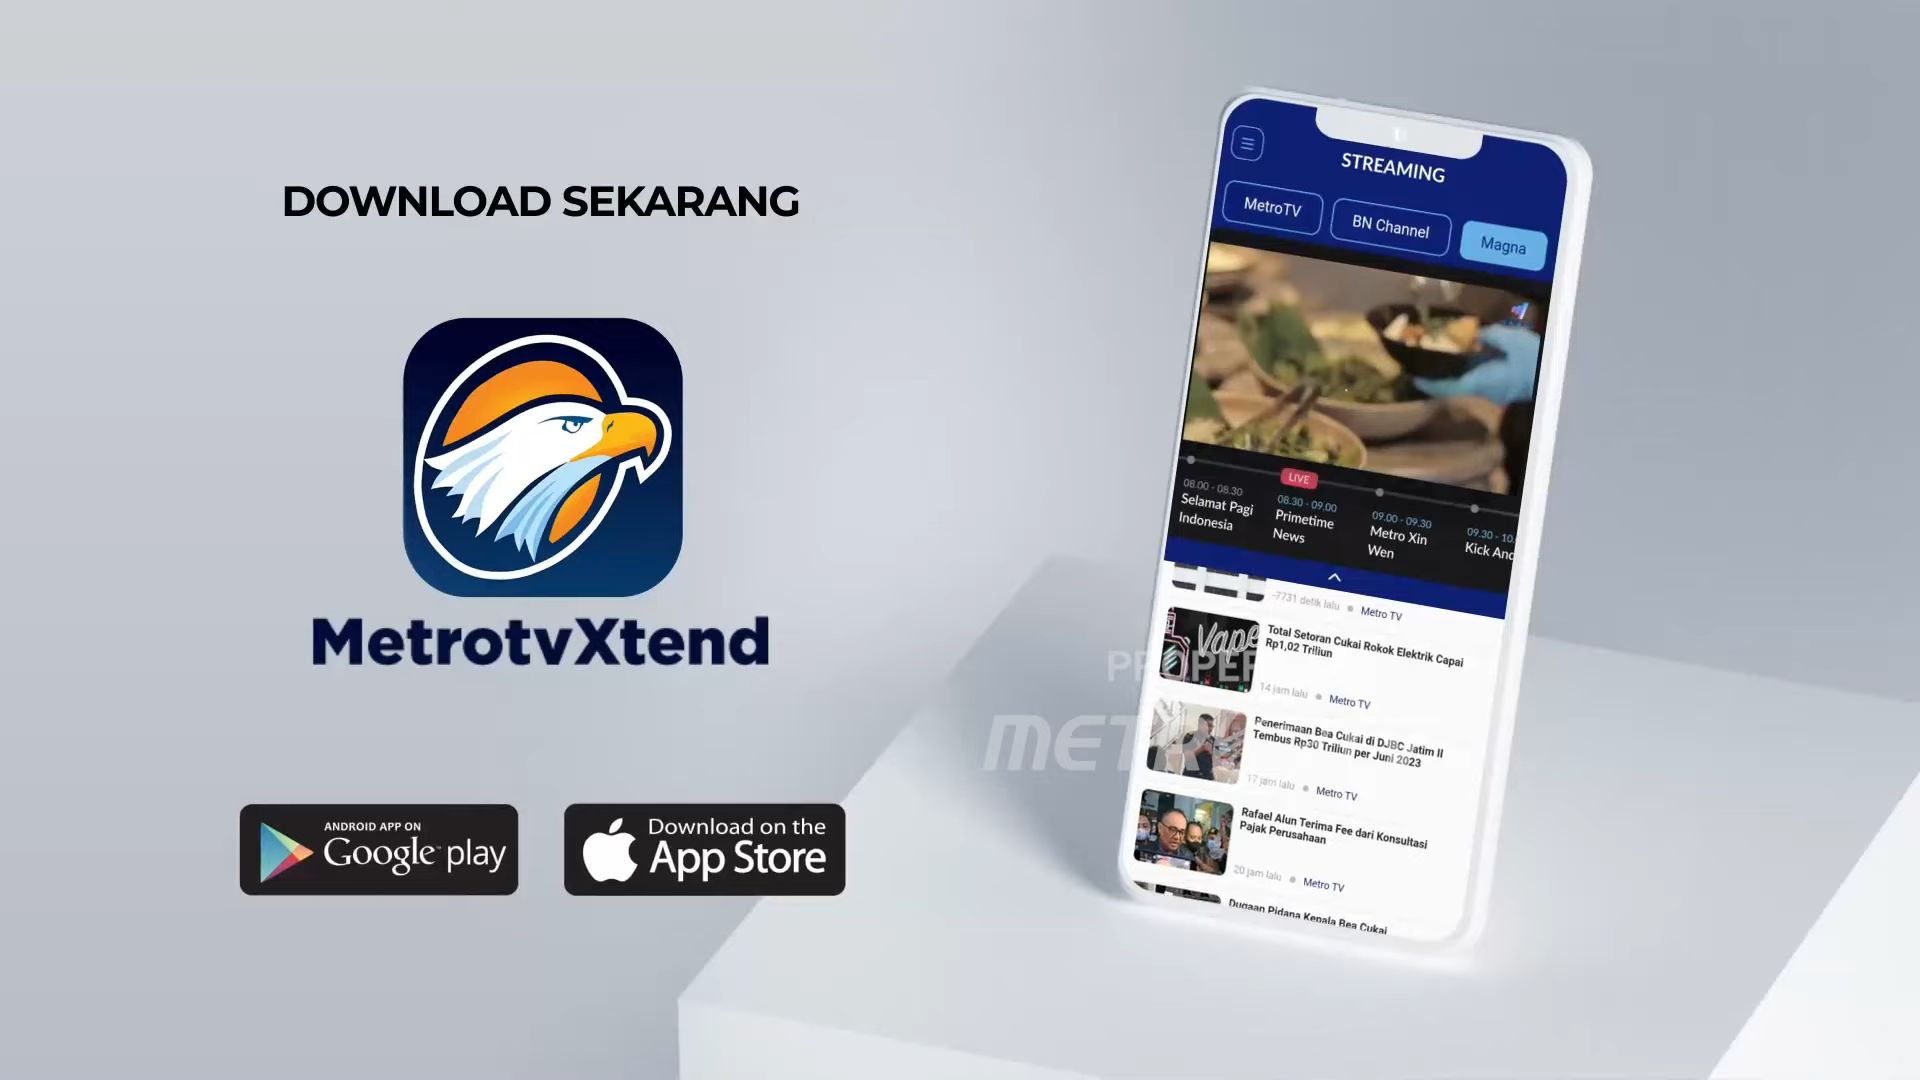 DOWNLOAD SEKARANG
MetrotvXtend
ANDROID APP ON
Google play
Download on the
App Store
STREAMING
MetroTV
BN Channel
Magna
LIVE
08.00 - 08.30
Selamat Pagi
Indonesia
08.30 - 09.00
Primetime
News
09.00 - 09.30
Metro Xin
Wen
09.30 - 10.
Kick And
-7731 detik lalu
Metro TV
Vape
Total Setoran Cukai Rokok Elektrik Capai
Rp1,02 Triliun
14 jam lalu
Metro TV
Penerimaan Bea Cukai di DJBC Jatim II
Tembus Rp30 Triliun per Juni 2023
17 jam lalu
Metro TV
Rafael Alun Terima Fee dari Konsultasi
Pajak Perusahaan
20 jam lalu
Metro TV
Dugaan Pidana Kepala Bea Cukai